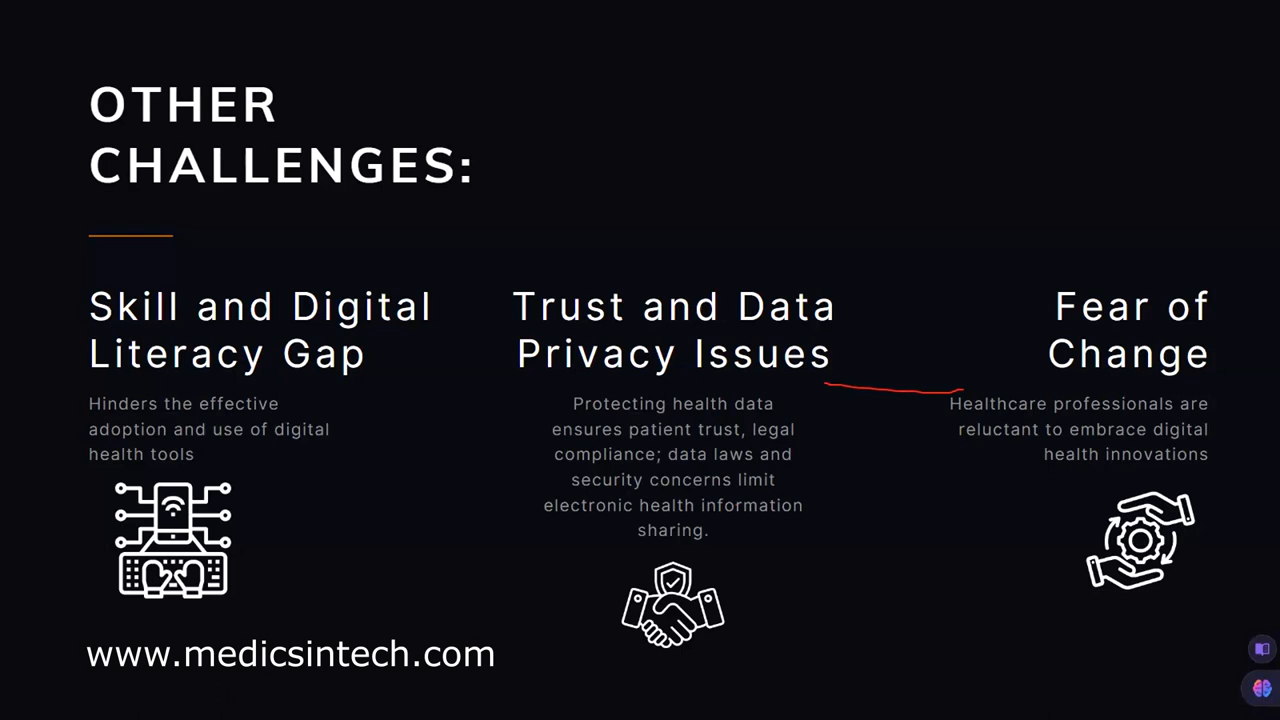 OTHER
CHALLENGES:
Skill and Digital
Literacy Gap
Hinders the effective
adoption and use of digital
health tools
Trust and Data
Privacy Issues
Protecting health data
ensures patient trust, legal
compliance; data laws and
security concerns limit
electronic health information
sharing.
Fear of
Change
Healthcare professionals are
reluctant to embrace digital
health innovations
www.medicsintech.com